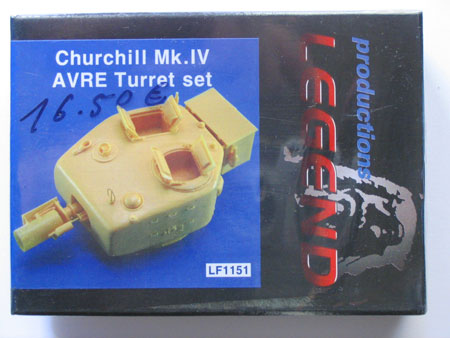 Churchill Mk.IV
AVRE Turret set
16.50 €
LF1151
LEGEND
productions